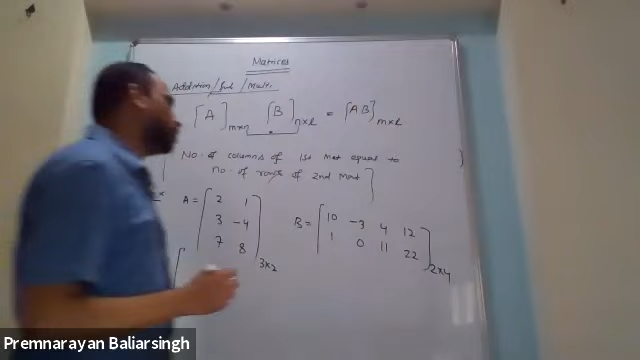 Matrices
Addition/Sub/Multi
[A]m×n [B]n×l = [AB]m×l
No. of columns of 1st Mat equal to
no. of rows of 2nd Mat
A = [2 1
3 -4
7 8]3×2
B = [10 -3 4 12
1 0 11 22]2×4
Premnarayan Baliarsingh